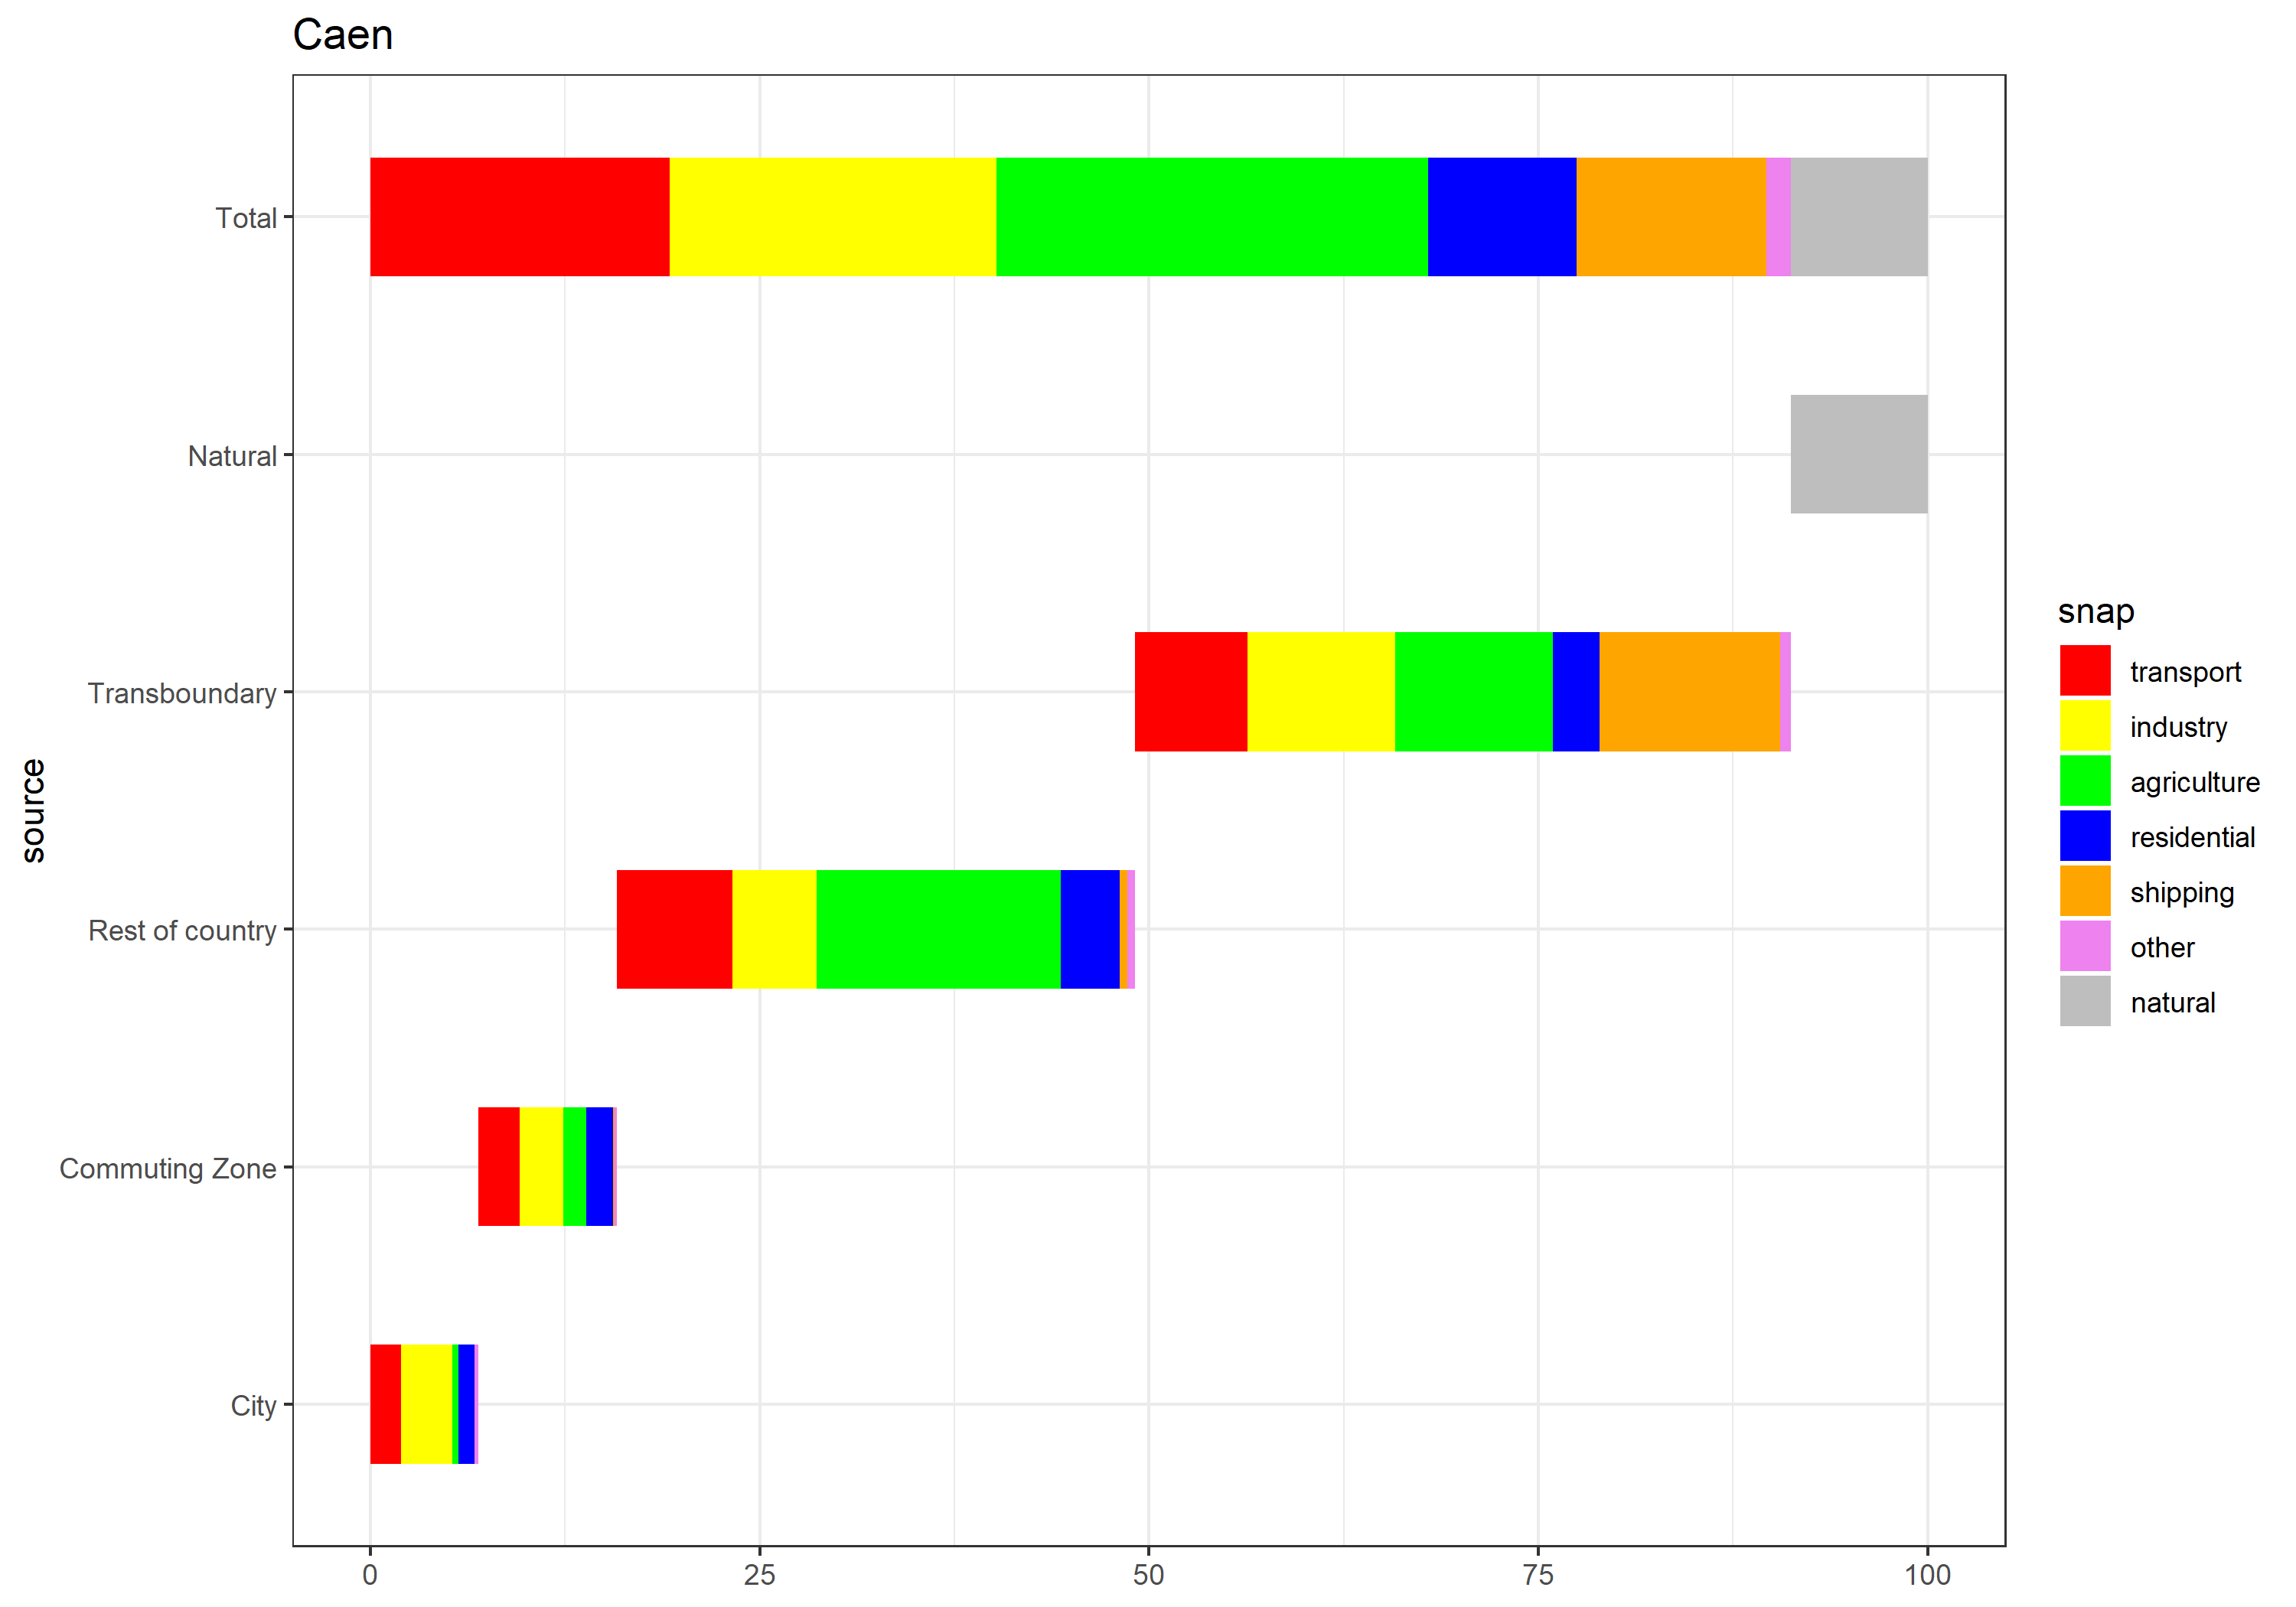 Caen
source
Total
Natural
Transboundary
Rest of country
Commuting Zone
City
0 25 50 75 100
snap
transport
industry
agriculture
residential
shipping
other
natural